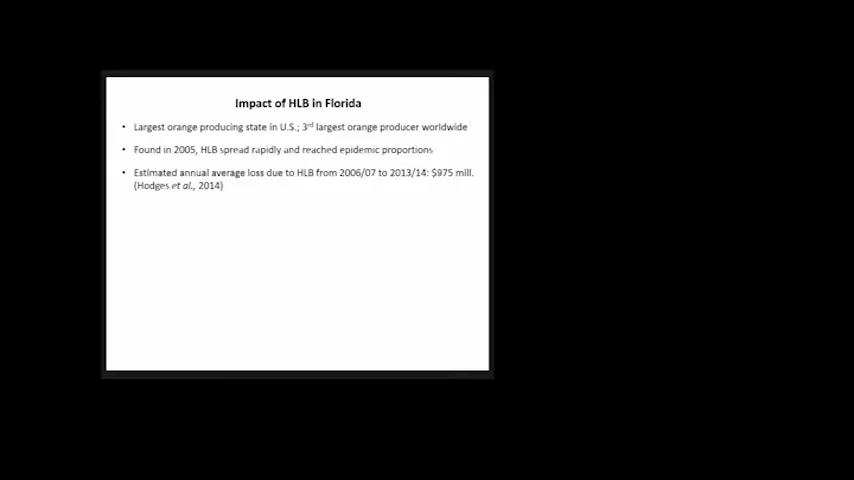 Impact of HLB in Florida
• Largest orange producing state in U.S.; 3rd largest orange producer worldwide
• Found in 2005, HLB spread rapidly and reached epidemic proportions
• Estimated annual average loss due to HLB from 2006/07 to 2013/14: $975 mill.
(Hodges et al., 2014)